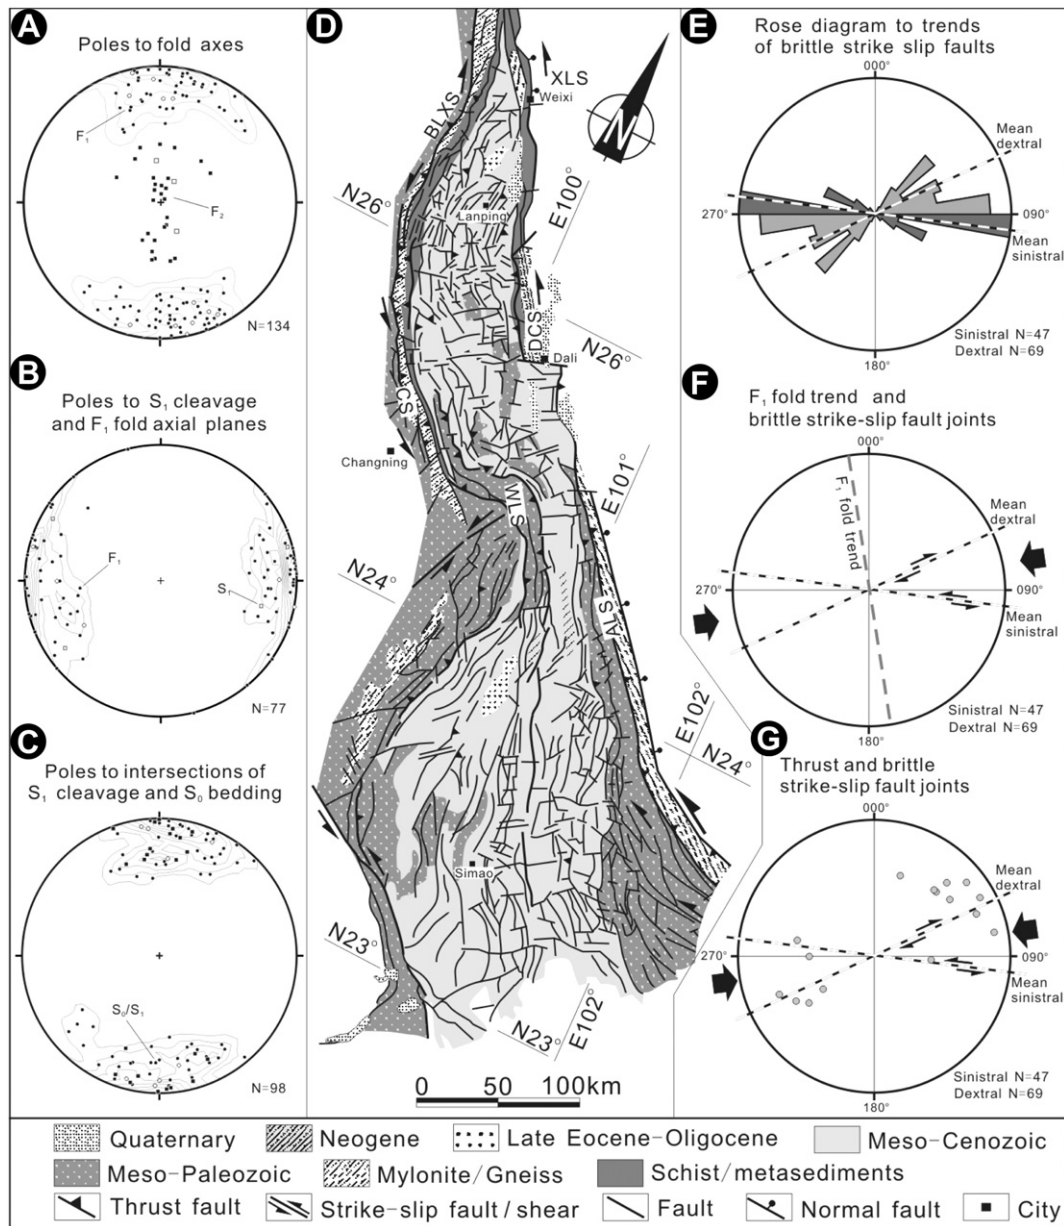 A
Poles to fold axes
F1
F2
N=134
B
Poles to S1 cleavage
and F1 fold axial planes
F1
S1
N=77
C
Poles to intersections of
S1 cleavage and S0 bedding
S0/S1
N=98
D
BLXS
XLS
Weixi
N
N26°
E100°
Lanping
DCS
N26°
Dali
CS
Changning
WLS
E101°
N24°
ALS
E102°
N24°
Simao
N23°
N23°
E102°
0 50 100km
E
Rose diagram to trends
of brittle strike slip faults
000°
Mean
dextral
270°
090°
Mean
sinistral
180°
Sinistral N=47
Dextral N=69
F
F1 fold trend and
brittle strike-slip fault joints
000°
F1 fold trend
Mean
dextral
270°
090°
Mean
sinistral
180°
Sinistral N=47
Dextral N=69
G
Thrust and brittle
strike-slip fault joints
000°
Mean
dextral
270°
090°
Mean
sinistral
180°
Sinistral N=47
Dextral N=69
Quaternary Neogene Late Eocene-Oligocene Meso-Cenozoic
Meso-Paleozoic Mylonite/Gneiss Schist/metasediments
Thrust fault Strike-slip fault/shear Fault Normal fault City